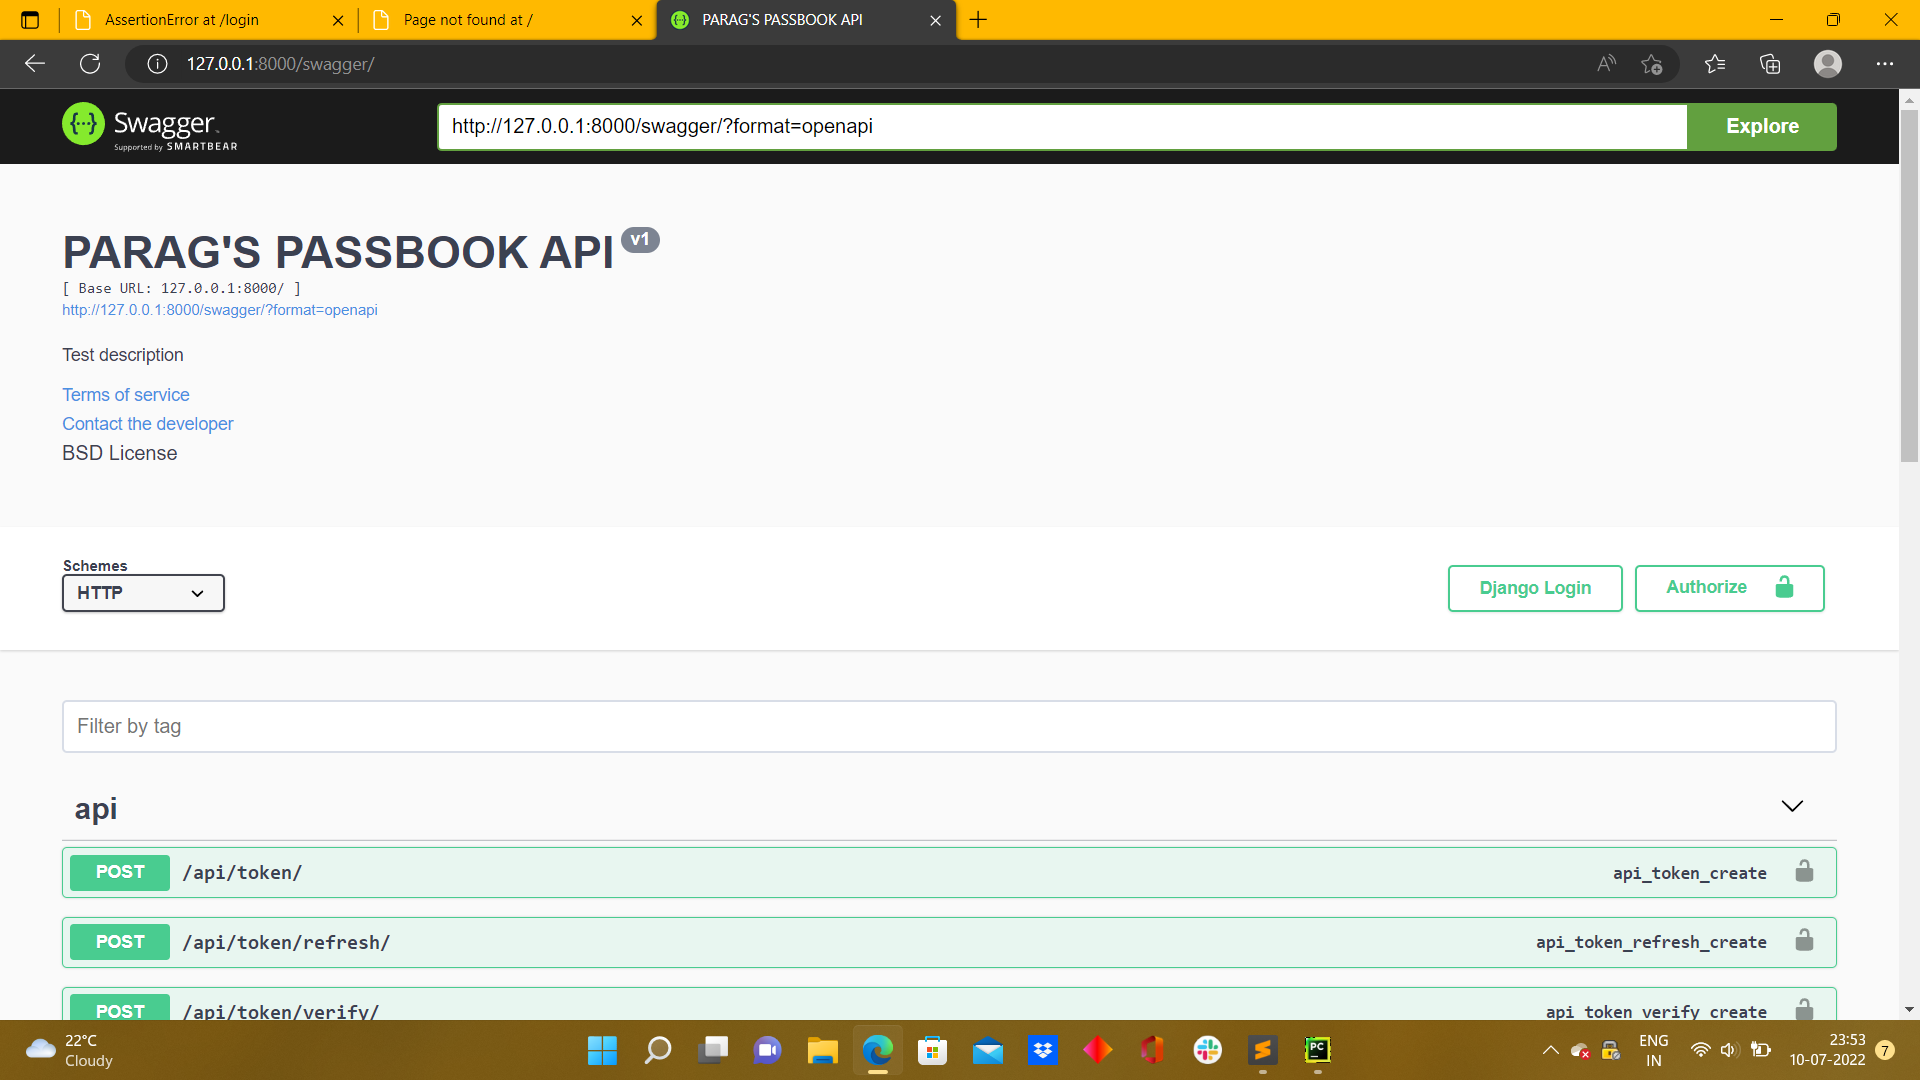 AssertionError at /login
Page not found at /
PARAG'S PASSBOOK API
127.0.0.1:8000/swagger/
Swagger
Supported by SMARTBEAR
http://127.0.0.1:8000/swagger/?format=openapi
Explore
PARAG'S PASSBOOK API v1
[ Base URL: 127.0.0.1:8000/ ]
http://127.0.0.1:8000/swagger/?format=openapi
Test description
Terms of service
Contact the developer
BSD License
Schemes
HTTP
Django Login
Authorize
Filter by tag
api
POST /api/token/ api_token_create
POST /api/token/refresh/ api_token_refresh_create
POST /api/token/verify/ api_token_verify_create
22°C
Cloudy
PC
ENG
IN
23:53
10-07-2022
7